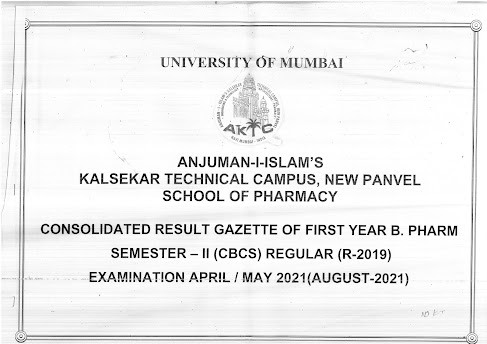 UNIVERSITY OF MUMBAI
AKTC
ANJUMAN-I-ISLAM'S
KALSEKAR TECHNICAL CAMPUS, NEW PANVEL
SCHOOL OF PHARMACY
CONSOLIDATED RESULT GAZETTE OF FIRST YEAR B. PHARM
SEMESTER – II (CBCS) REGULAR (R-2019)
EXAMINATION APRIL / MAY 2021(AUGUST-2021)